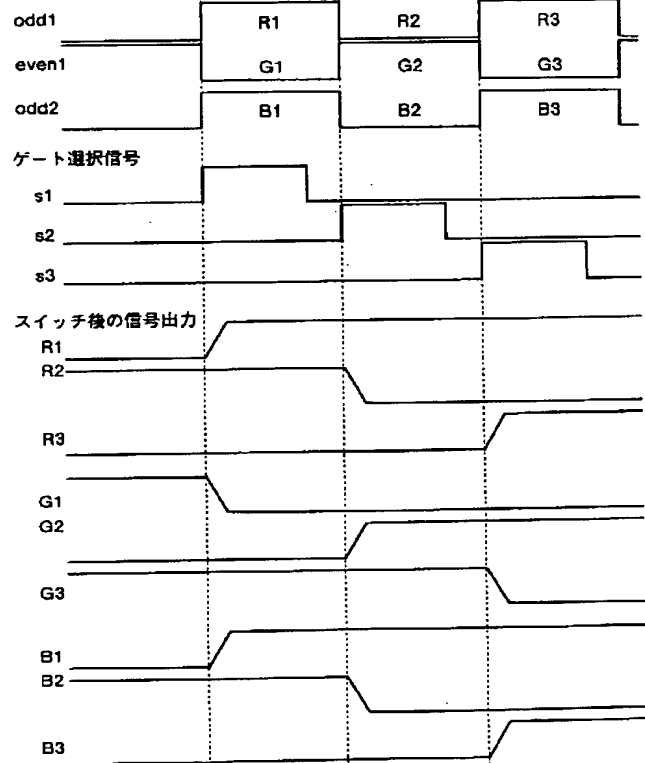 odd1 R1 R2 R3
even1 G1 G2 G3
odd2 B1 B2 B3
ゲート選択信号
s1
s2
s3
スイッチ後の信号出力
R1
R2
R3
G1
G2
G3
B1
B2
B3